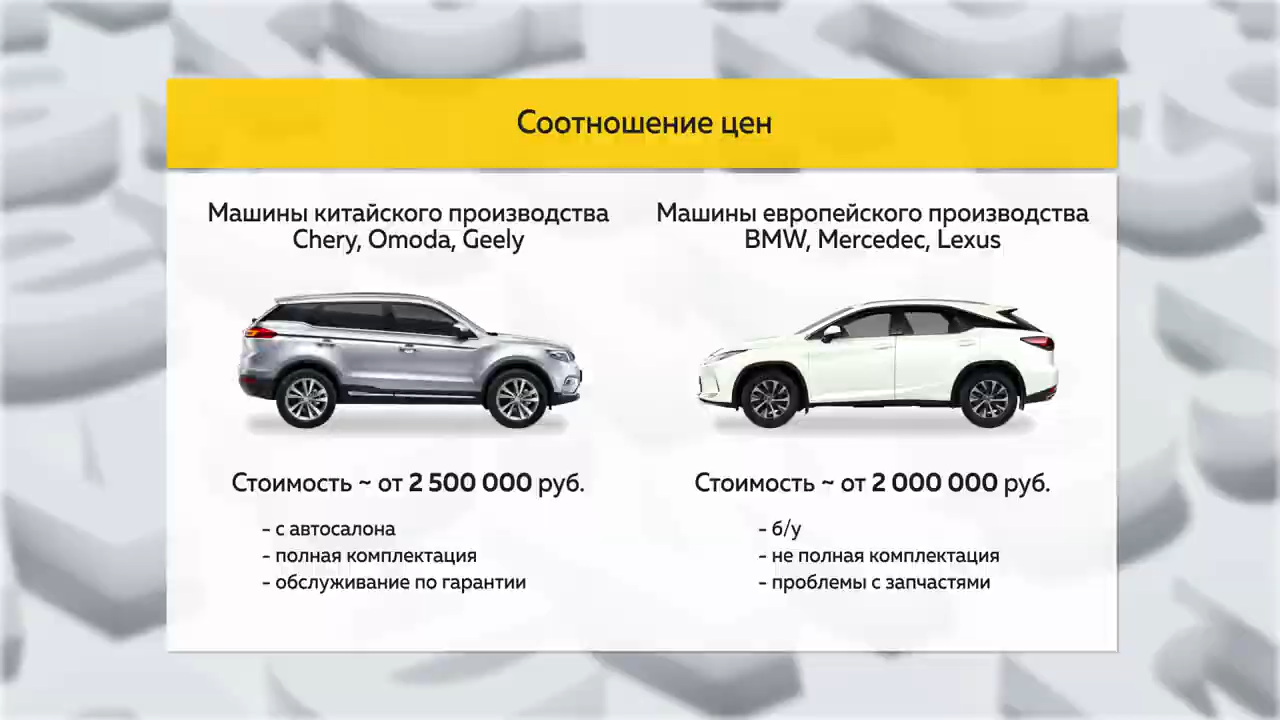 Соотношение цен
Машины китайского производства
Chery, Omoda, Geely
Стоимость ~ от 2 500 000 руб.
- с автосалона
- полная комплектация
- обслуживание по гарантии
Машины европейского производства
BMW, Mercedec, Lexus
Стоимость ~ от 2 000 000 руб.
- б/у
- не полная комплектация
- проблемы с запчастями